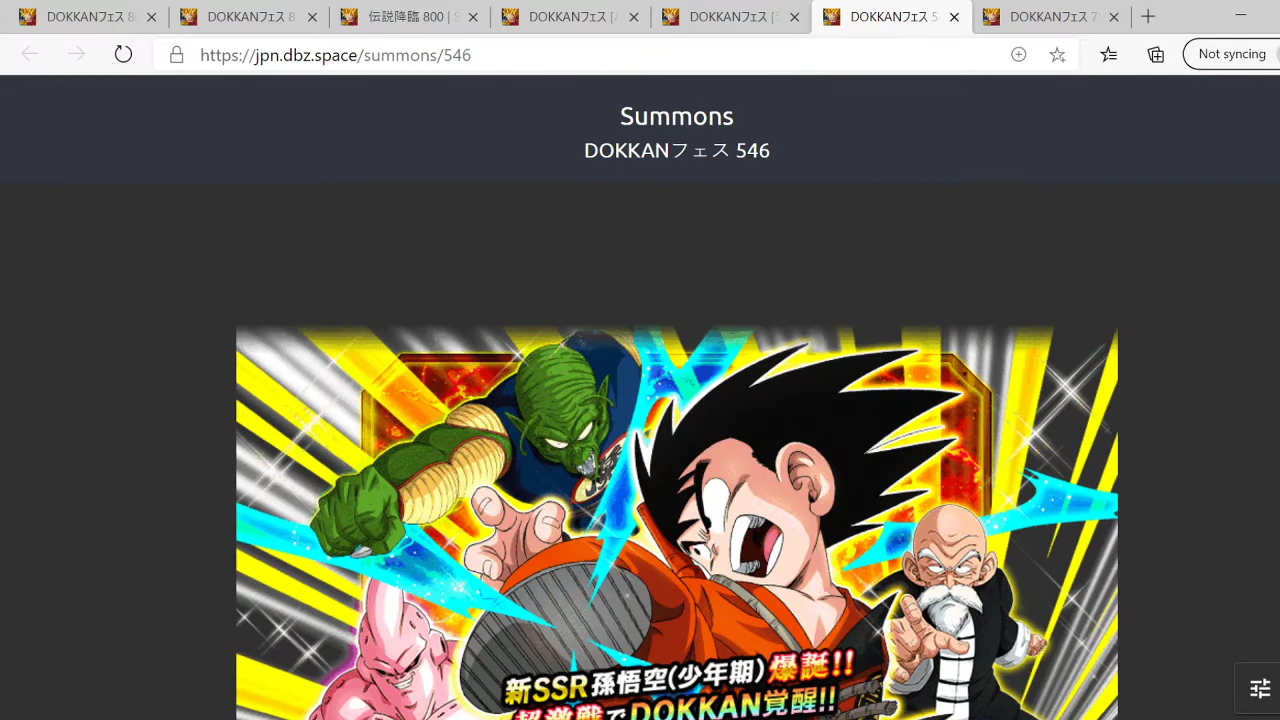 DOKKANフェス 8
DOKKANフェス 8
伝説降臨 800 | S
DOKKANフェス [
DOKKANフェス [
DOKKANフェス 5
DOKKANフェス 7
https://jpn.dbz.space/summons/546
Not syncing
Summons
DOKKANフェス 546
新SSR孫悟空(少年期)爆誕!!
超激戦でDOKKAN覚醒!!